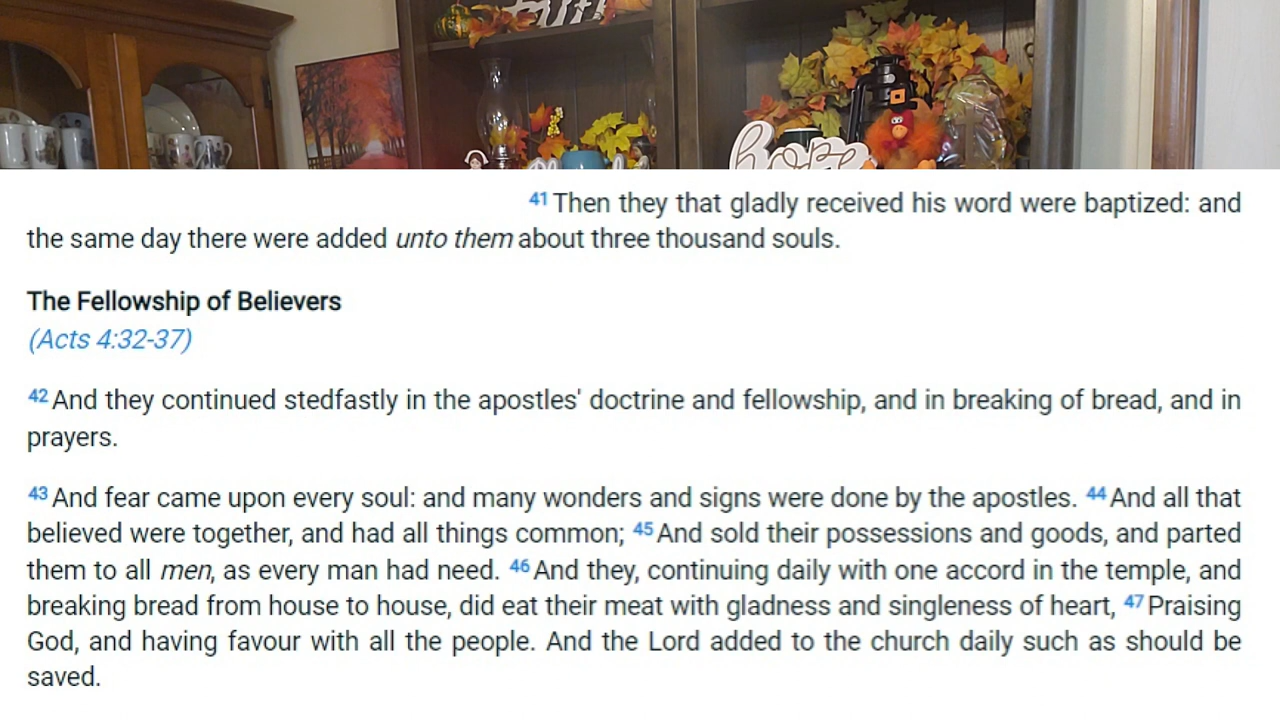 hope
41 Then they that gladly received his word were baptized: and
the same day there were added unto them about three thousand souls.
The Fellowship of Believers
(Acts 4:32-37)
42 And they continued stedfastly in the apostles' doctrine and fellowship, and in breaking of bread, and in
prayers.
43 And fear came upon every soul: and many wonders and signs were done by the apostles. 44 And all that
believed were together, and had all things common; 45 And sold their possessions and goods, and parted
them to all men, as every man had need. 46 And they, continuing daily with one accord in the temple, and
breaking bread from house to house, did eat their meat with gladness and singleness of heart, 47 Praising
God, and having favour with all the people. And the Lord added to the church daily such as should be
saved.